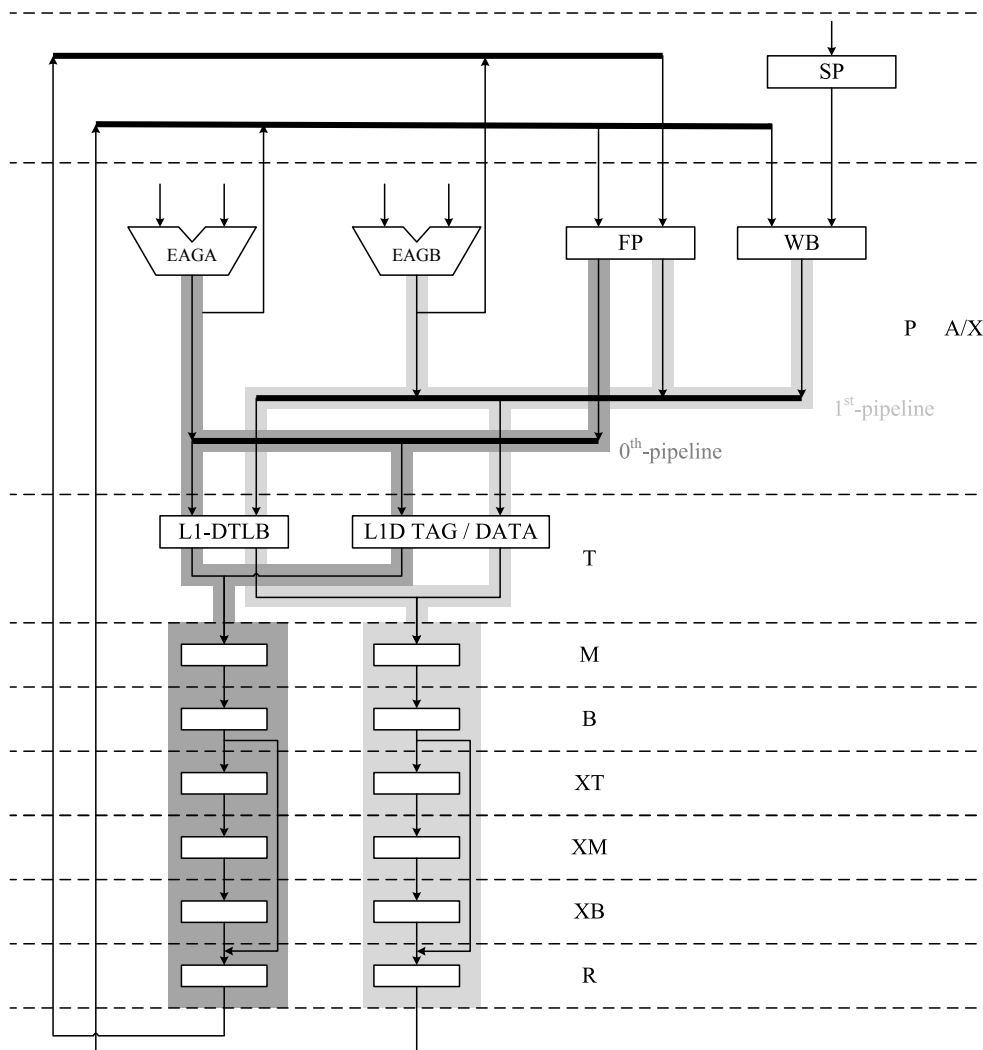 SP
EAGA EAGB FP WB
P A/X
1st-pipeline
0th-pipeline
L1-DTLB L1D TAG / DATA
T
M
B
XT
XM
XB
R